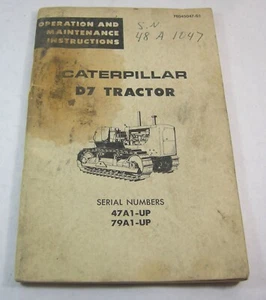 OPERATION AND
MAINTENANCE
INSTRUCTIONS
S.N
48 A 1047
CATERPILLAR
D7 TRACTOR
SERIAL NUMBERS
47A1-UP
79A1-UP